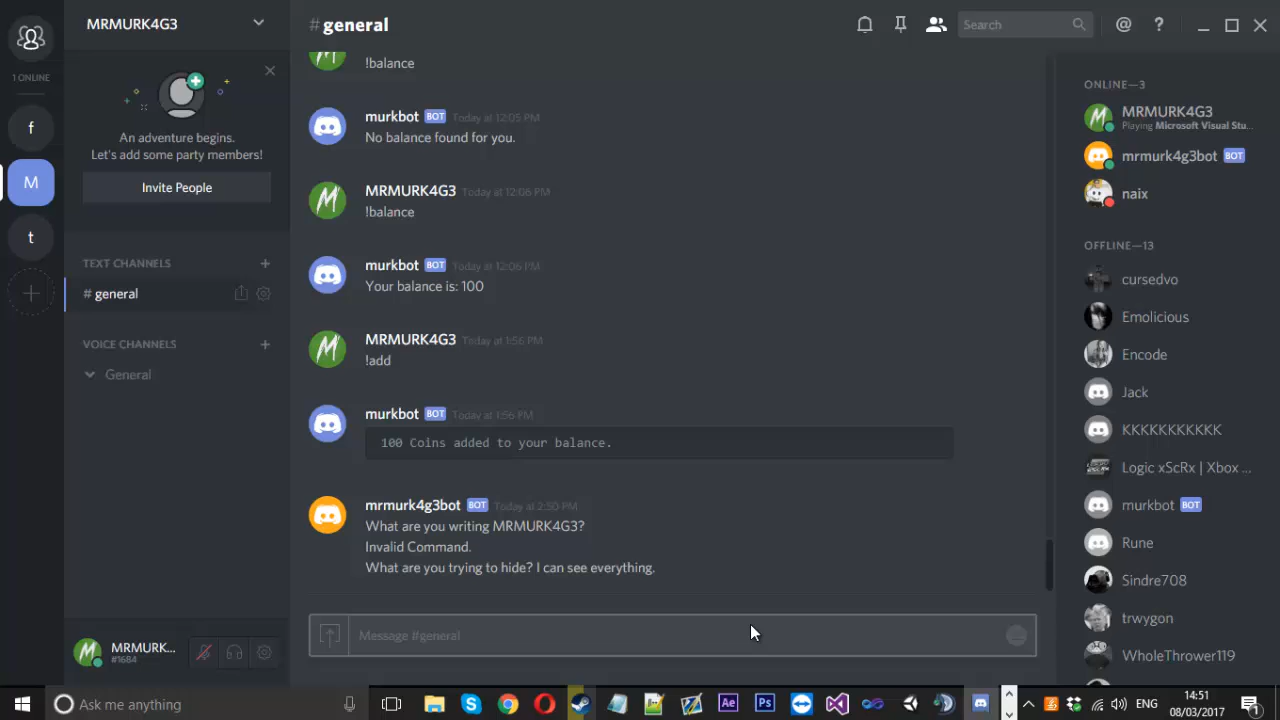 MRMURK4G3
#general
Search
1 ONLINE
f
M
t
An adventure begins.
Let's add some party members!
Invite People
TEXT CHANNELS
# general
VOICE CHANNELS
General
MRMURK...
#1684
!balance
murkbot BOT Today at 12:05 PM
No balance found for you.
MRMURK4G3 Today at 12:06 PM
!balance
murkbot BOT Today at 12:06 PM
Your balance is: 100
MRMURK4G3 Today at 1:56 PM
!add
murkbot BOT Today at 1:56 PM
100 Coins added to your balance.
mrmurk4g3bot BOT Today at 2:50 PM
What are you writing MRMURK4G3?
Invalid Command.
What are you trying to hide? I can see everything.
Message #general
ONLINE—3
MRMURK4G3
Playing Microsoft Visual Stu...
mrmurk4g3bot BOT
naix
OFFLINE—13
cursedvo
Emolicious
Encode
Jack
KKKKKKKKKKK
Logic xScRx | Xbox ...
murkbot BOT
Rune
Sindre708
trwygon
WholeThrower119
Ask me anything
Ae
Ps
ENG
14:51
08/03/2017
1